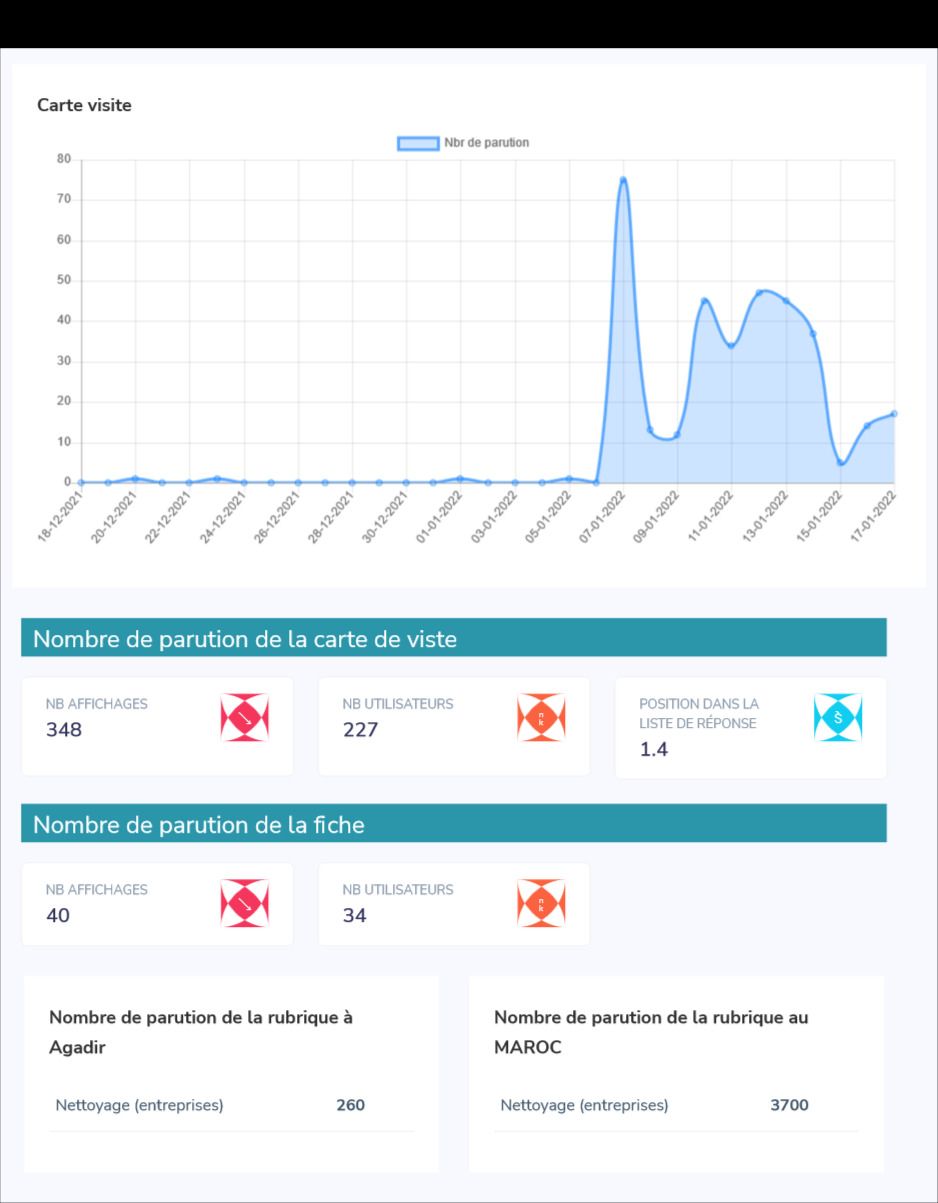 Carte visite
Nbr de parution
80
70
60
50
40
30
20
10
0
18-12-2021
20-12-2021
22-12-2021
24-12-2021
26-12-2021
28-12-2021
30-12-2021
01-01-2022
03-01-2022
05-01-2022
07-01-2022
09-01-2022
11-01-2022
13-01-2022
15-01-2022
17-01-2022
Nombre de parution de la carte de viste
NB AFFICHAGES
348
NB UTILISATEURS
227
POSITION DANS LA
LISTE DE RÉPONSE
1.4
Nombre de parution de la fiche
NB AFFICHAGES
40
NB UTILISATEURS
34
Nombre de parution de la rubrique à
Agadir
Nettoyage (entreprises) 260
Nombre de parution de la rubrique au
MAROC
Nettoyage (entreprises) 3700